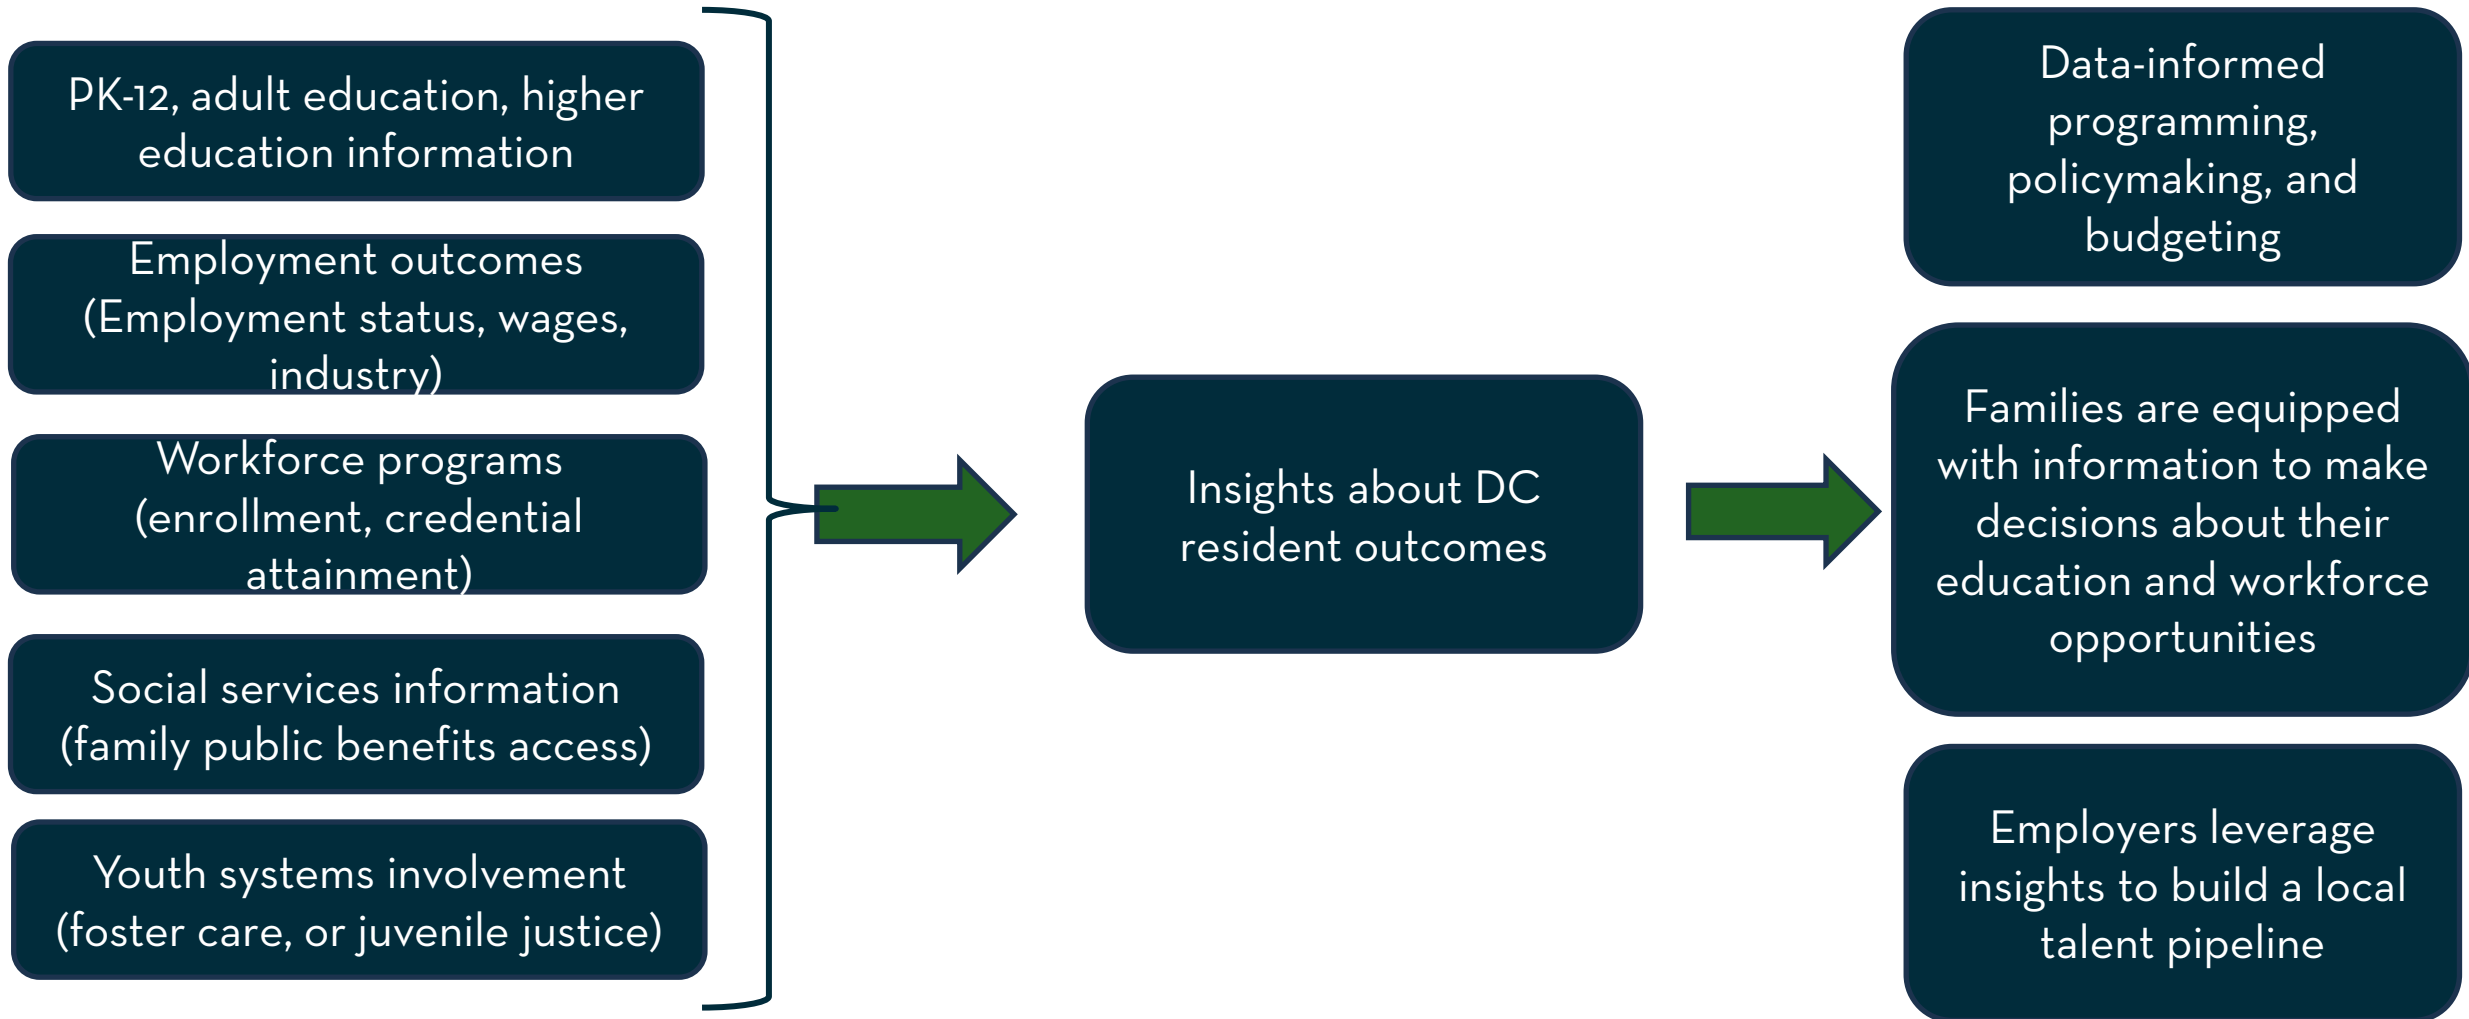 PK-12, adult education, higher
education information
Employment outcomes
(Employment status, wages,
industry)
Workforce programs
(enrollment, credential
attainment)
Social services information
(family public benefits access)
Youth systems involvement
(foster care, or juvenile justice)
Insights about DC
resident outcomes
Data-informed
programming,
policymaking, and
budgeting
Families are equipped
with information to make
decisions about their
education and workforce
opportunities
Employers leverage
insights to build a local
talent pipeline